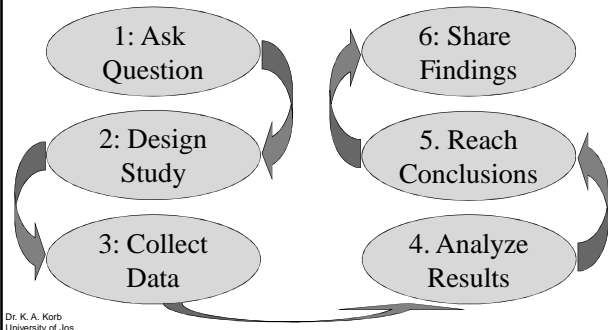 1: Ask
Question
2: Design
Study
3: Collect
Data
4. Analyze
Results
5. Reach
Conclusions
6: Share
Findings
Dr. K. A. Korb
University of Jos